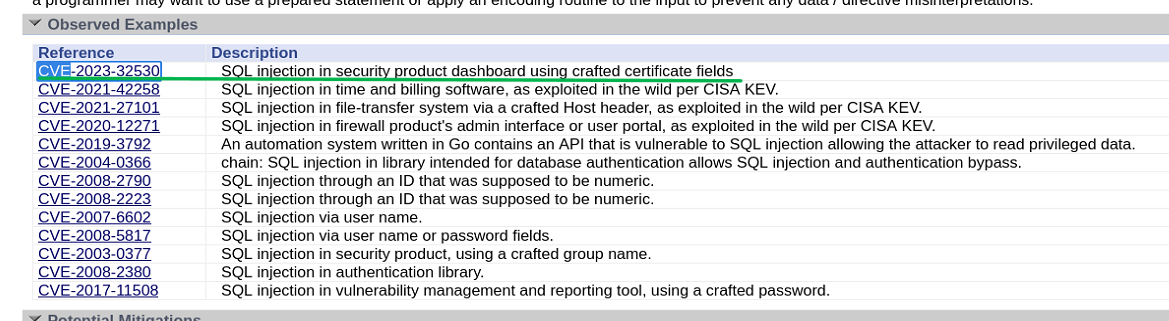 a programmer may want to use a prepared statement or apply an encoding routine to the input to prevent any data / directive misinterpretations.
Observed Examples
Reference Description
CVE-2023-32530 SQL injection in security product dashboard using crafted certificate fields
CVE-2021-42258 SQL injection in time and billing software, as exploited in the wild per CISA KEV.
CVE-2021-27101 SQL injection in file-transfer system via a crafted Host header, as exploited in the wild per CISA KEV.
CVE-2020-12271 SQL injection in firewall product's admin interface or user portal, as exploited in the wild per CISA KEV.
CVE-2019-3792 An automation system written in Go contains an API that is vulnerable to SQL injection allowing the attacker to read privileged data.
CVE-2004-0366 chain: SQL injection in library intended for database authentication allows SQL injection and authentication bypass.
CVE-2008-2790 SQL injection through an ID that was supposed to be numeric.
CVE-2008-2223 SQL injection through an ID that was supposed to be numeric.
CVE-2007-6602 SQL injection via user name.
CVE-2008-5817 SQL injection via user name or password fields.
CVE-2003-0377 SQL injection in security product, using a crafted group name.
CVE-2008-2380 SQL injection in authentication library.
CVE-2017-11508 SQL injection in vulnerability management and reporting tool, using a crafted password.
Potential Mitigations